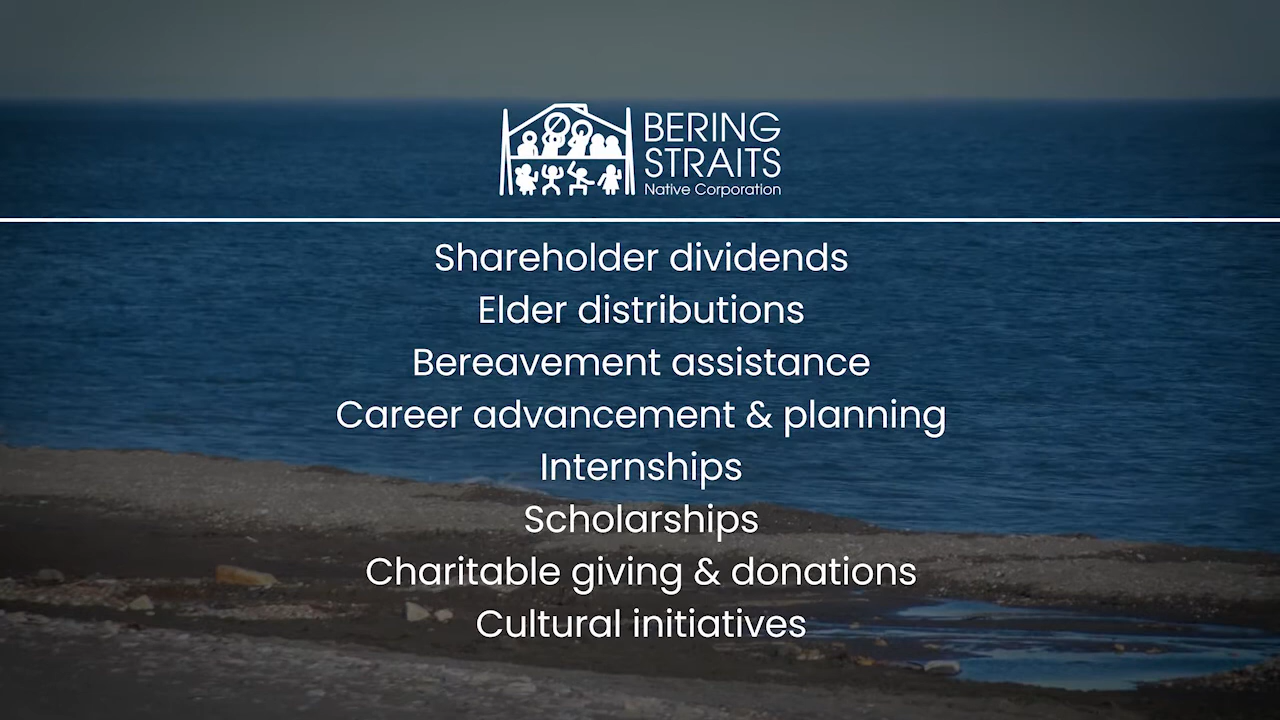 BERING
STRAITS
Native Corporation
Shareholder dividends
Elder distributions
Bereavement assistance
Career advancement & planning
Internships
Scholarships
Charitable giving & donations
Cultural initiatives